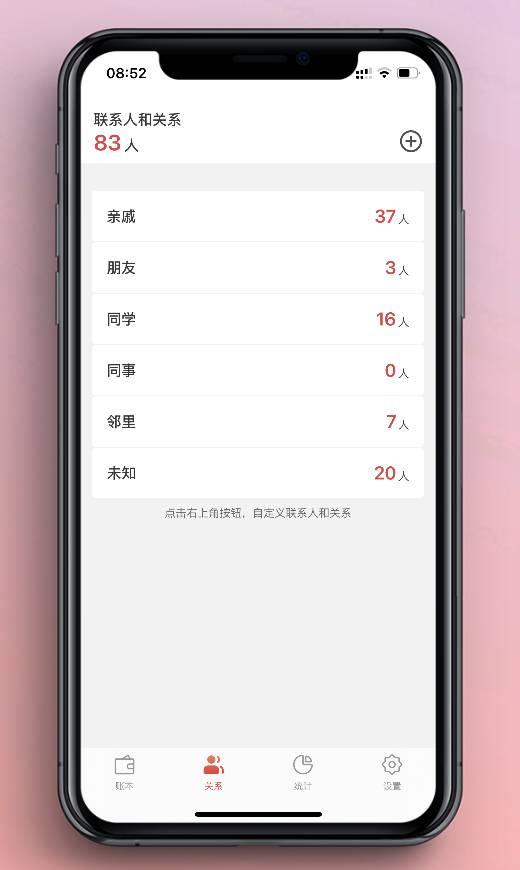 08:52
联系人和关系
83 人
亲戚 37 人
朋友 3 人
同学 16 人
同事 0 人
邻里 7 人
未知 20 人
点击右上角按钮，自定义联系人和关系
账本 关系 统计 设置